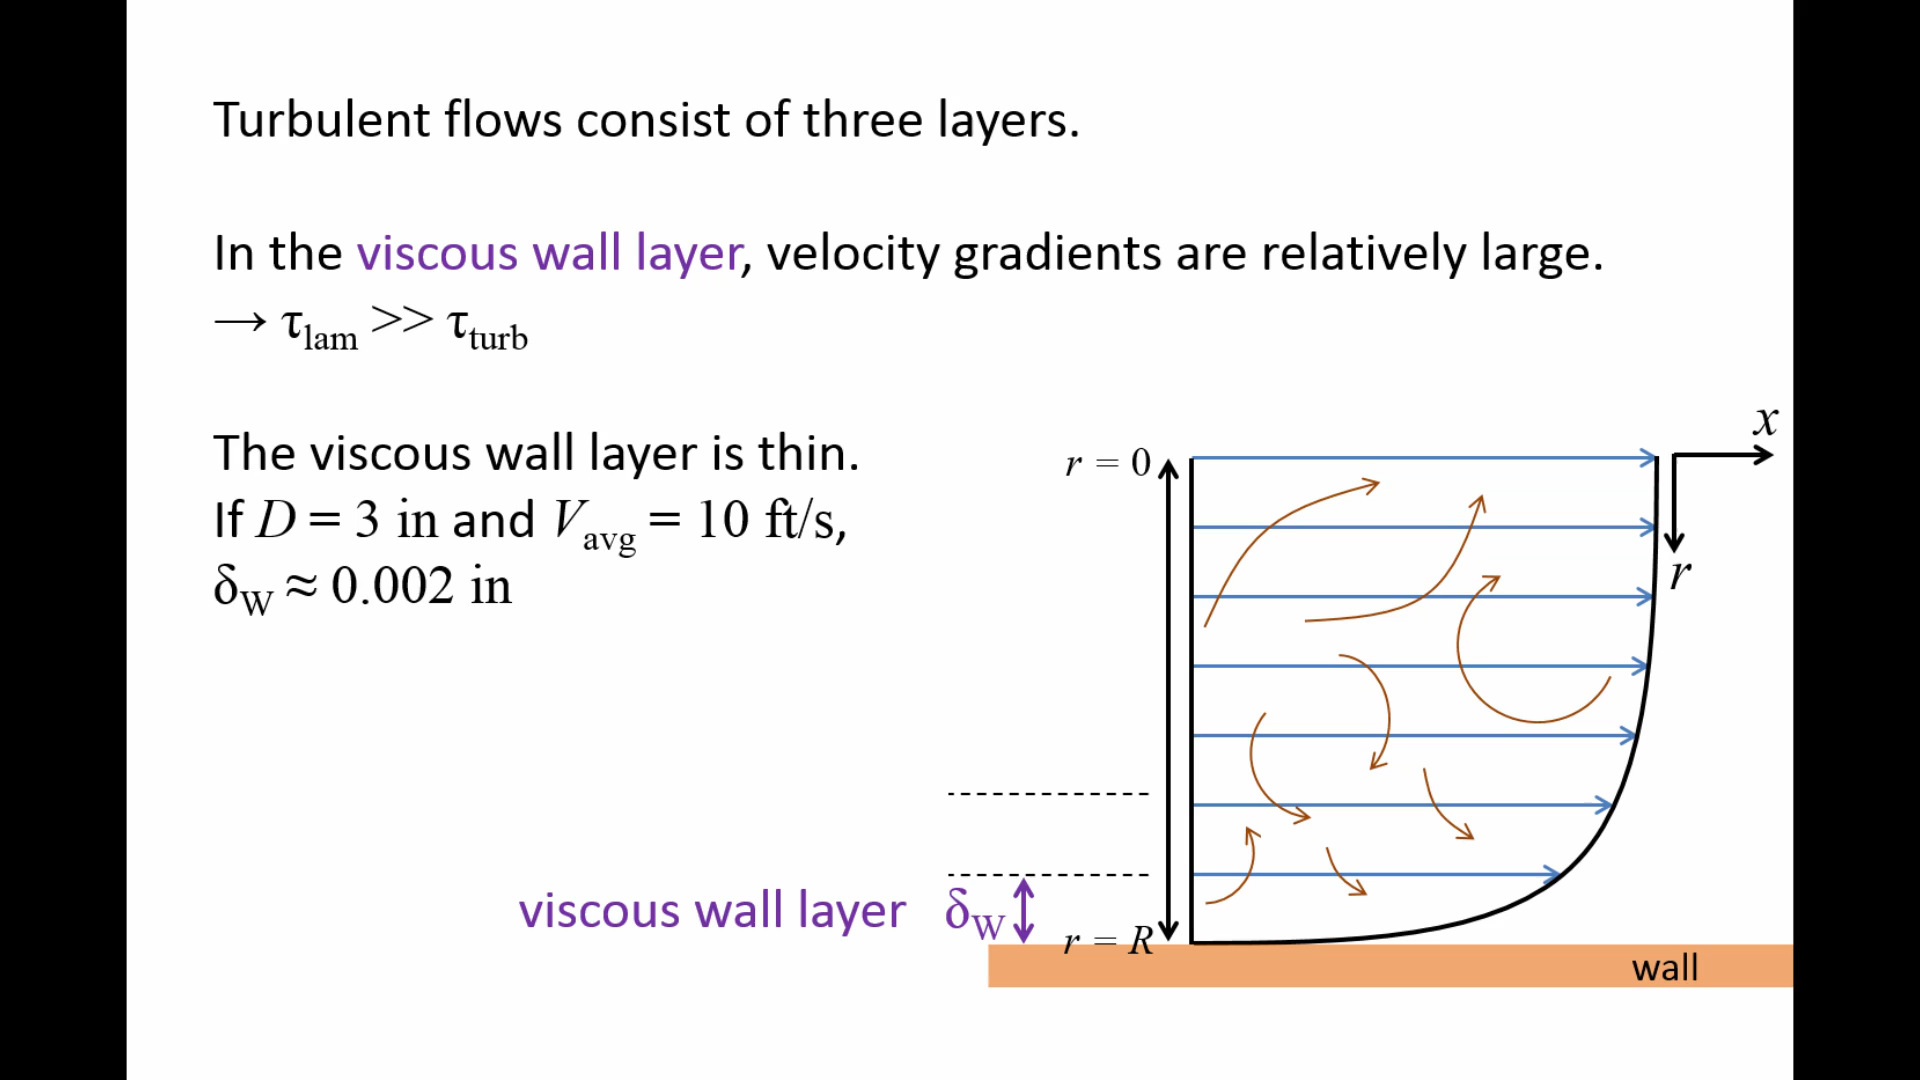 Turbulent flows consist of three layers.
In the viscous wall layer, velocity gradients are relatively large.
→ τlam >> τturb
The viscous wall layer is thin.
If D = 3 in and Vavg = 10 ft/s,
δW ≈ 0.002 in
x
r = 0
r
viscous wall layer δW
r = R
wall